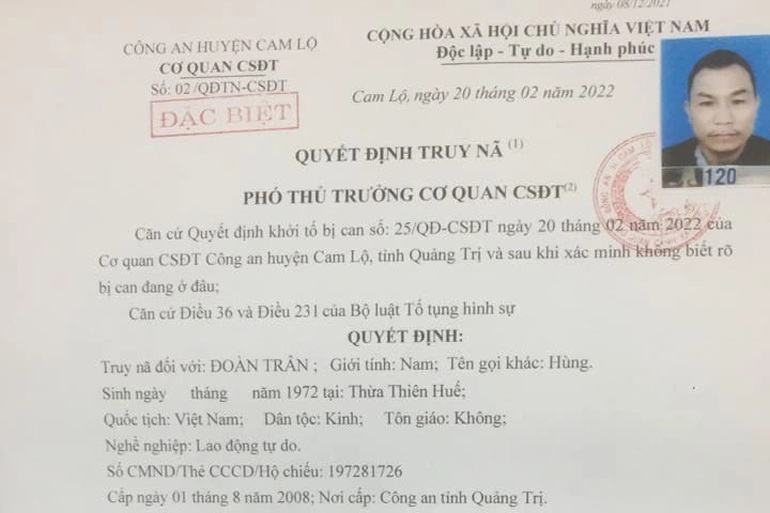 ngày 08/12/2021
CÔNG AN HUYỆN CAM LỘ
CƠ QUAN CSĐT
Số: 02/QĐTN-CSĐT
ĐẶC BIỆT
CỘNG HÒA XÃ HỘI CHỦ NGHĨA VIỆT NAM
Độc lập - Tự do - Hạnh phúc
Cam Lộ, ngày 20 tháng 02 năm 2022
120
QUYẾT ĐỊNH TRUY NÃ (1)
PHÓ THỦ TRƯỞNG CƠ QUAN CSĐT(2)
Căn cứ Quyết định khởi tố bị can số: 25/QĐ-CSĐT ngày 20 tháng 02 năm 2022 của
Cơ quan CSĐT Công an huyện Cam Lộ, tỉnh Quảng Trị và sau khi xác minh không biết rõ
bị can đang ở đâu;
Căn cứ Điều 36 và Điều 231 của Bộ luật Tố tụng hình sự
QUYẾT ĐỊNH:
Truy nã đối với: ĐOÀN TRÂN ; Giới tính: Nam; Tên gọi khác: Hùng.
Sinh ngày tháng năm 1972 tại: Thừa Thiên Huế;
Quốc tịch: Việt Nam; Dân tộc: Kinh; Tôn giáo: Không;
Nghề nghiệp: Lao động tự do.
Số CMND/Thẻ CCCD/Hộ chiếu: 197281726
Cấp ngày 01 tháng 8 năm 2008; Nơi cấp: Công an tỉnh Quảng Trị.